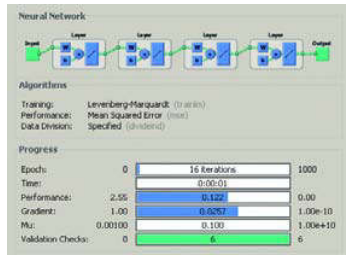 Neural Network
Layer Layer Layer Layer
Input Output
W W W W
b b b b
Algorithms
Training: Levenberg-Marquardt (trainlm)
Performance: Mean Squared Error (mse)
Data Division: Specified (divideind)
Progress
Epoch: 0 16 iterations 1000
Time: 0:00:01
Performance: 2.55 0.122 0.00
Gradient: 1.00 0.0257 1.00e-10
Mu: 0.00100 0.100 1.00e+10
Validation Checks: 0 6 6